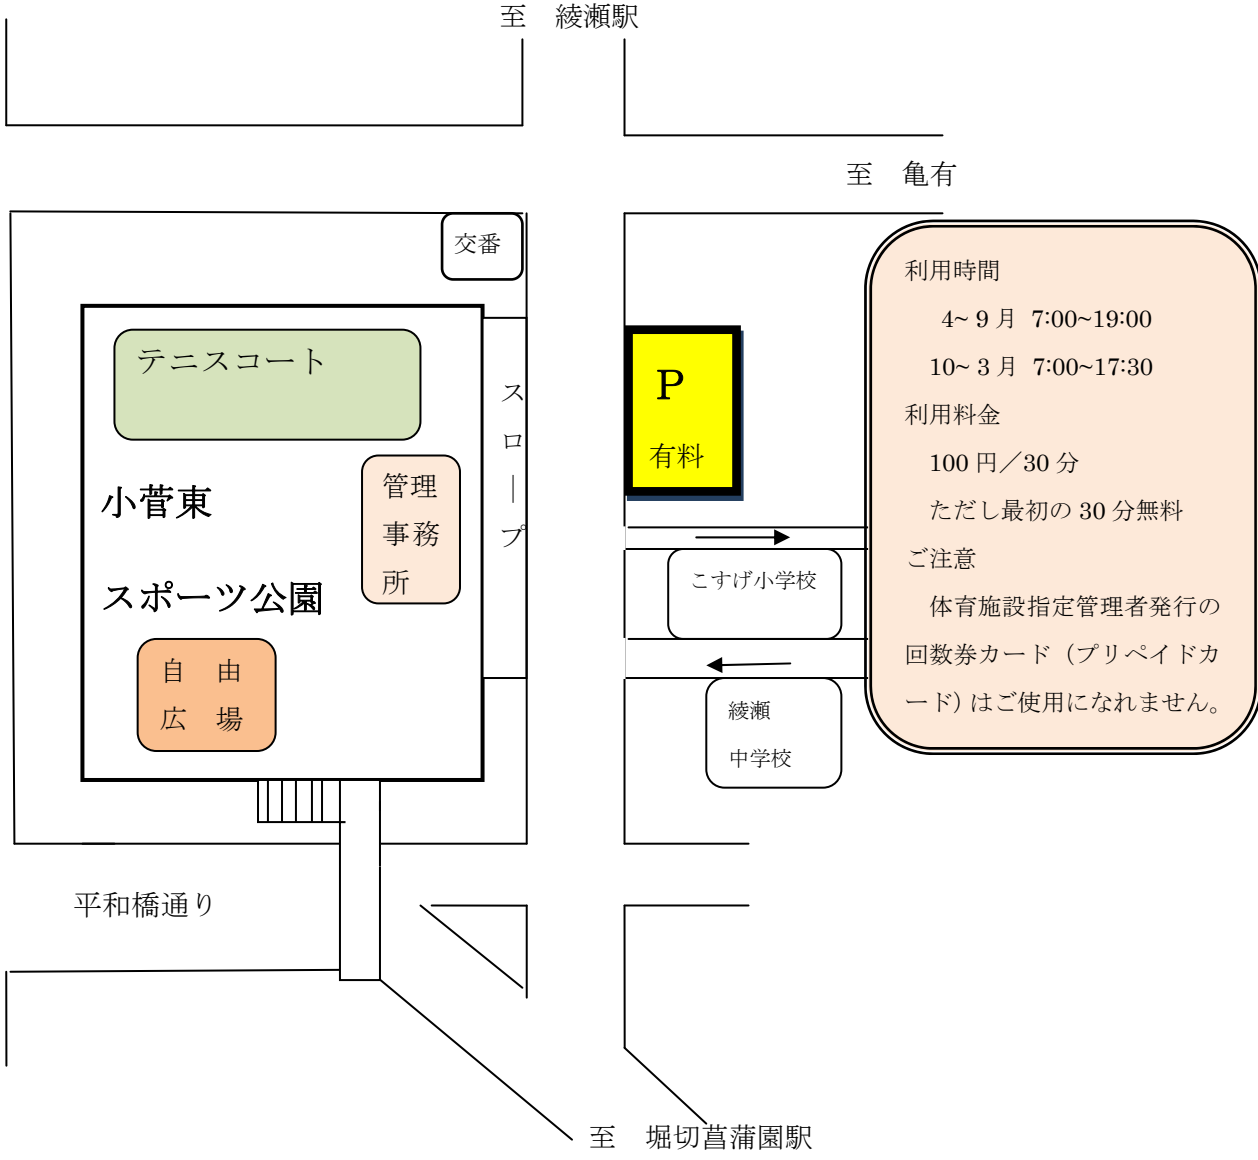 至　綾瀬駅
至　亀有
交番
テニスコート
スロープ
小菅東
スポーツ公園
管理
事務
所
自　由
広　場
P
有料
こすげ小学校
綾瀬
中学校
利用時間
4~ 9 月 7:00~19:00
10~ 3 月 7:00~17:30
利用料金
100 円／30 分
ただし最初の 30 分無料
ご注意
体育施設指定管理者発行の
回数券カード（プリペイドカ
ード）はご使用になれません。
平和橋通り
至　堀切菖蒲園駅